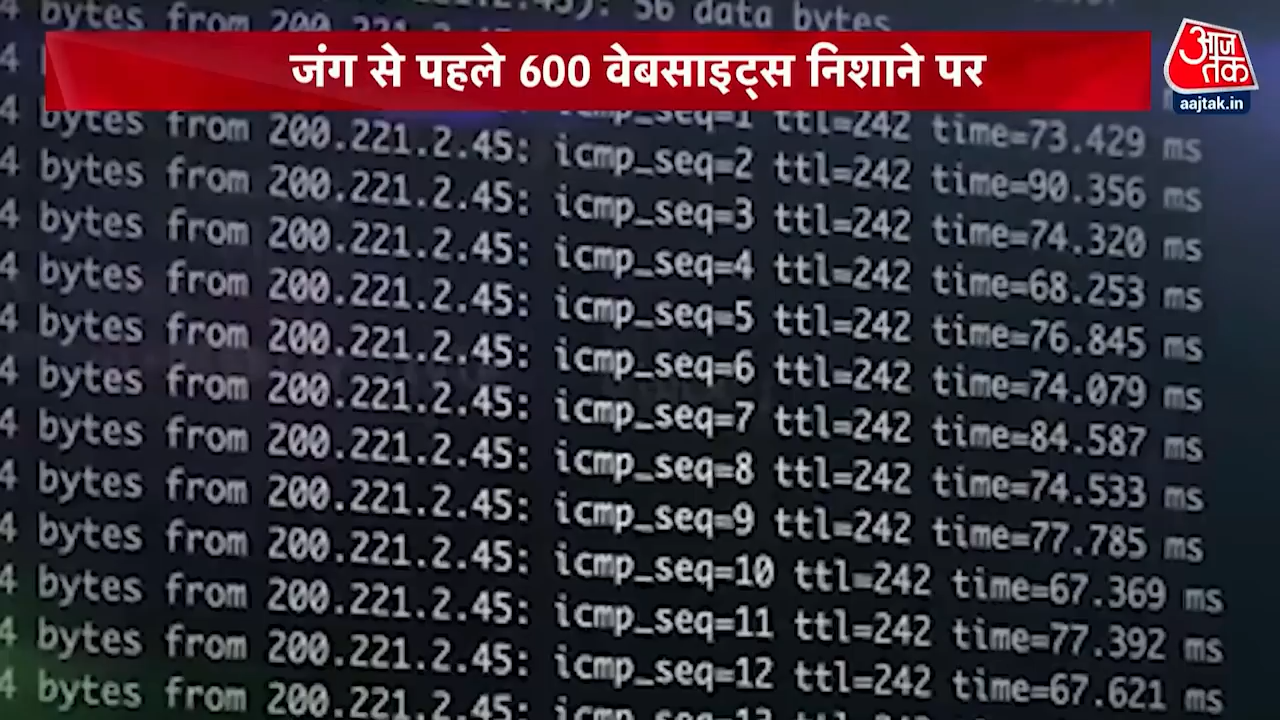 जंग से पहले 600 वेबसाइट्स निशाने पर
आज तक
aajtak.in
56 data bytes
bytes from 200
icmp_seq=1 ttl=242 time=73.429 ms
4 bytes from 200.221.2.45: icmp_seq=2 ttl=242 time=90.356 ms
4 bytes from 200.221.2.45: icmp_seq=3 ttl=242 time=74.320 ms
4 bytes from 200.221.2.45: icmp_seq=4 ttl=242 time=68.253 ms
4 bytes from 200.221.2.45: icmp_seq=5 ttl=242 time=76.845 ms
4 bytes from 200.221.2.45: icmp_seq=6 ttl=242 time=74.079 ms
4 bytes from 200.221.2.45: icmp_seq=7 ttl=242 time=84.587 ms
4 bytes from 200.221.2.45: icmp_seq=8 ttl=242 time=74.533 ms
4 bytes from 200.221.2.45: icmp_seq=9 ttl=242 time=77.785 ms
4 bytes from 200.221.2.45: icmp_seq=10 ttl=242 time=67.369 ms
4 bytes from 200.221.2.45: icmp_seq=11 ttl=242 time=77.392 ms
4 bytes from 200.221.2.45: icmp_seq=12 ttl=242 time=67.621 ms
4 bytes from 200.221.2.45: